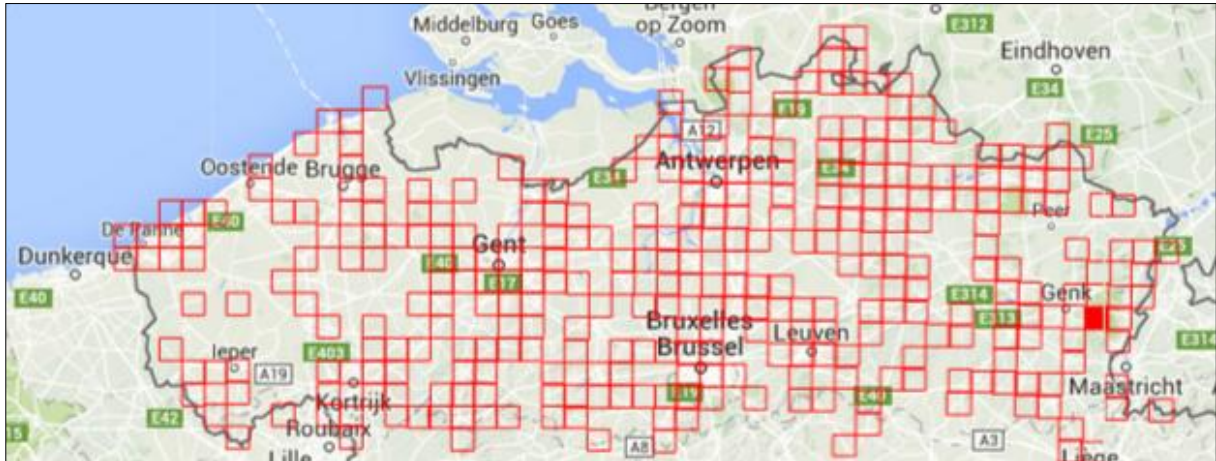 Bergen
op Zoom
Middelburg
Goes
E312
Eindhoven
Vlissingen
E34
E19
A12
E25
Oostende
Brugge
Antwerpen
E34
E34
De Panne
E40
Peer
Dunkerque
Gent
E40
E25
E40
E17
E314
Genk
E313
Bruxelles
Brussel
Leuven
E314
Ieper
E403
A19
Maastricht
E19
E40
Kortrijk
E42
Roubaix
Lille
A8
A3
Liège